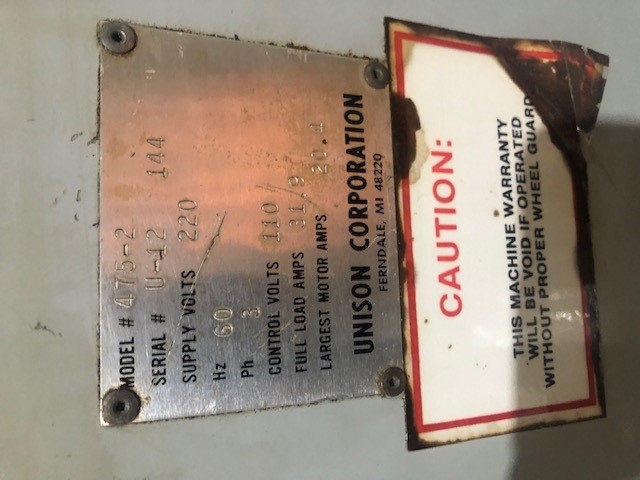 MODEL # 475-2
SERIAL # U-12 144
SUPPLY VOLTS 220
Hz 60
Ph 3
CONTROL VOLTS 110
FULL LOAD AMPS 31.9
LARGEST MOTOR AMPS 20.4
UNISON CORPORATION
FERNDALE, MI 48220
CAUTION:
THIS MACHINE WARRANTY
WILL BE VOID IF OPERATED
WITHOUT PROPER WHEEL GUARD